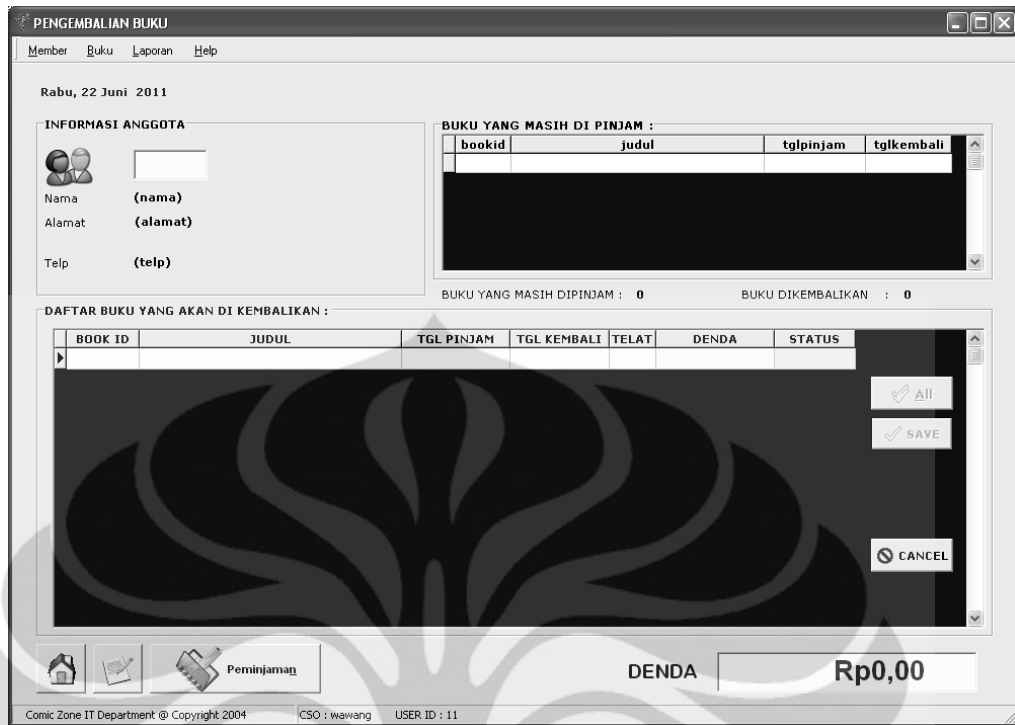 PENGEMBALIAN BUKU
Member Buku Laporan Help
Rabu, 22 Juni 2011
INFORMASI ANGGOTA
Nama (nama)
Alamat (alamat)
Telp (telp)
BUKU YANG MASIH DI PINJAM :
bookid judul tglpinjam tglkembali
BUKU YANG MASIH DIPINJAM : 0 BUKU DIKEMBALIKAN : 0
DAFTAR BUKU YANG AKAN DI KEMBALIKAN :
BOOK ID JUDUL TGL PINJAM TGL KEMBALI TELAT DENDA STATUS
All
SAVE
CANCEL
Peminjaman DENDA Rp0,00
Comic Zone IT Department @ Copyright 2004 CSO : wawang USER ID : 11